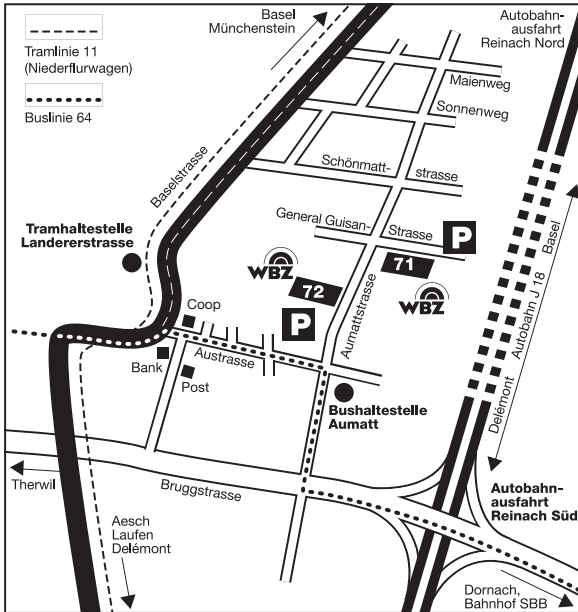 Tramlinie 11
(Niederflurwagen)
Buslinie 64
Basel
Münchenstein
Autobahn-
ausfahrt
Reinach Nord
Maienweg
Sonnenweg
Baselstrasse
Schönmatt-
strasse
General Guisan-
Strasse
P
Tramhaltestelle
Landererstrasse
WBZ
71
72
WBZ
Aumattstrasse
Basel
Autobahn J 18
Delémont
Coop
P
Austrasse
Bank
Post
Bushaltestelle
Aumatt
Therwil
Bruggstrasse
Autobahn-
ausfahrt
Reinach Süd
Aesch
Laufen
Delémont
Dornach,
Bahnhof SBB